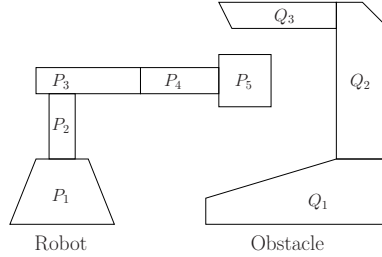 Q₃
P₃ P₄ P₅ Q₂
P₂
P₁ Q₁
Robot Obstacle